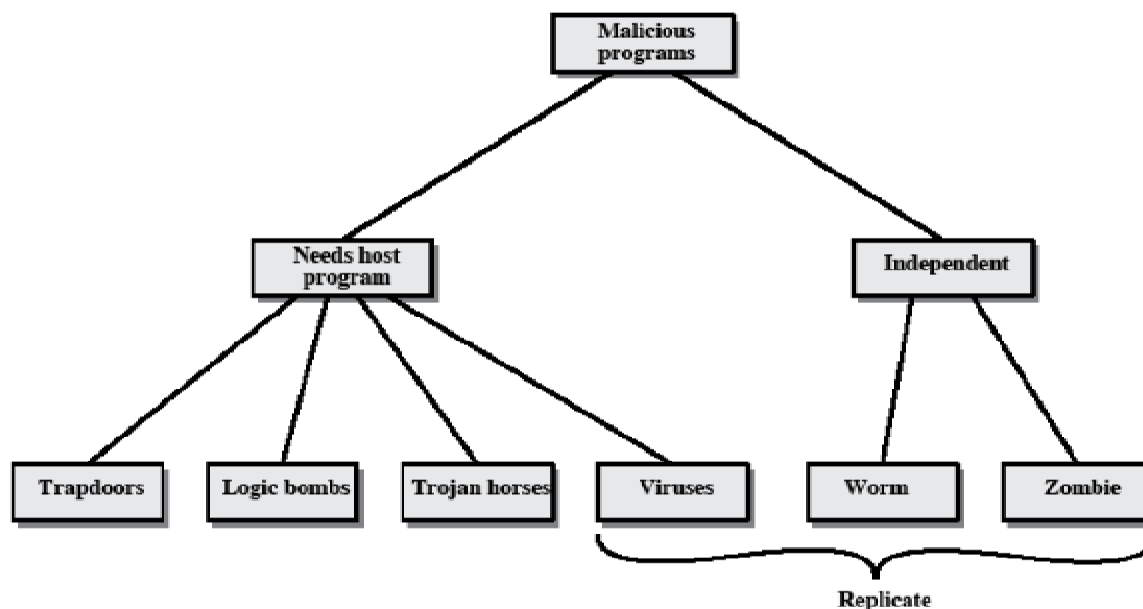 Malicious
programs
Needs host
program
Independent
Trapdoors
Logic bombs
Trojan horses
Viruses
Worm
Zombie
Replicate